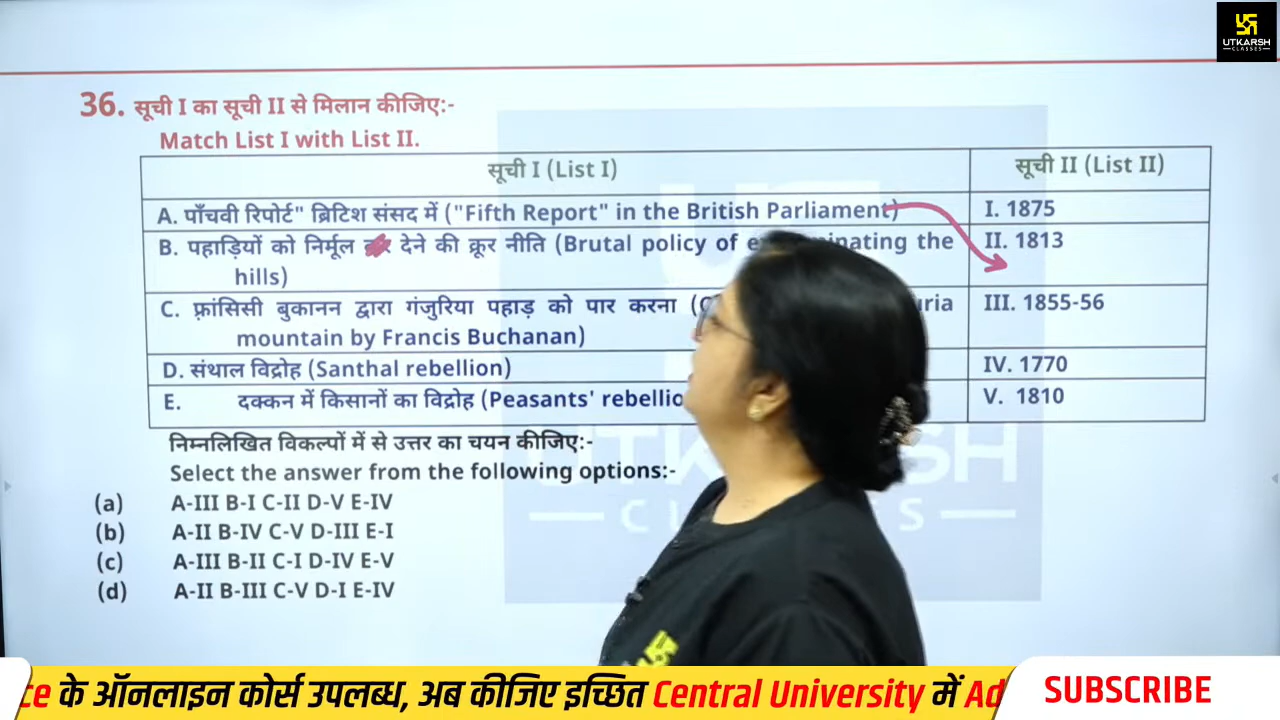 UTKARSH
CLASSES
36. सूची I का सूची II से मिलान कीजिए:-
Match List I with List II.
सूची I (List I)
सूची II (List II)
A. पाँचवी रिपोर्ट" ब्रिटिश संसद में ("Fifth Report" in the British Parliament)
I. 1875
B. पहाड़ियों को निर्मूल कर देने की क्रूर नीति (Brutal policy of the
II. 1813
hills)
C. फ़्रांसिसी बुकानन द्वारा गंजुरिया पहाड़ को पार करना
III. 1855-56
mountain by Francis Buchanan)
D. संथाल विद्रोह (Santhal rebellion)
IV. 1770
E. दक्कन में किसानों का विद्रोह (Peasants'
V. 1810
निम्नलिखित विकल्पों में से उत्तर का चयन कीजिए:-
Select the answer from the following options:-
(a) A-III B-I C-II D-V E-IV
(b) A-II B-IV C-V D-III E-I
(c) A-III B-II C-I D-IV E-V
(d) A-II B-III C-V D-I E-IV
के ऑनलाइन कोर्स उपलब्ध, अब कीजिए इच्छित Central University में
SUBSCRIBE